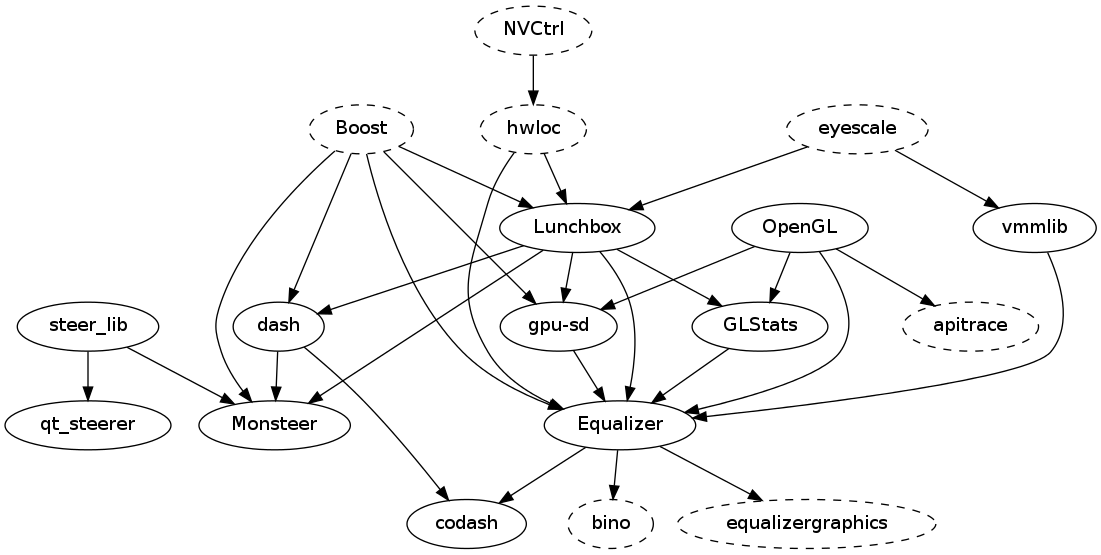 NVCtrl
Boost
hwloc
eyescale
Lunchbox
OpenGL
vmmlib
steer_lib
dash
gpu-sd
GLStats
apitrace
qt_steerer
Monsteer
Equalizer
codash
bino
equalizergraphics